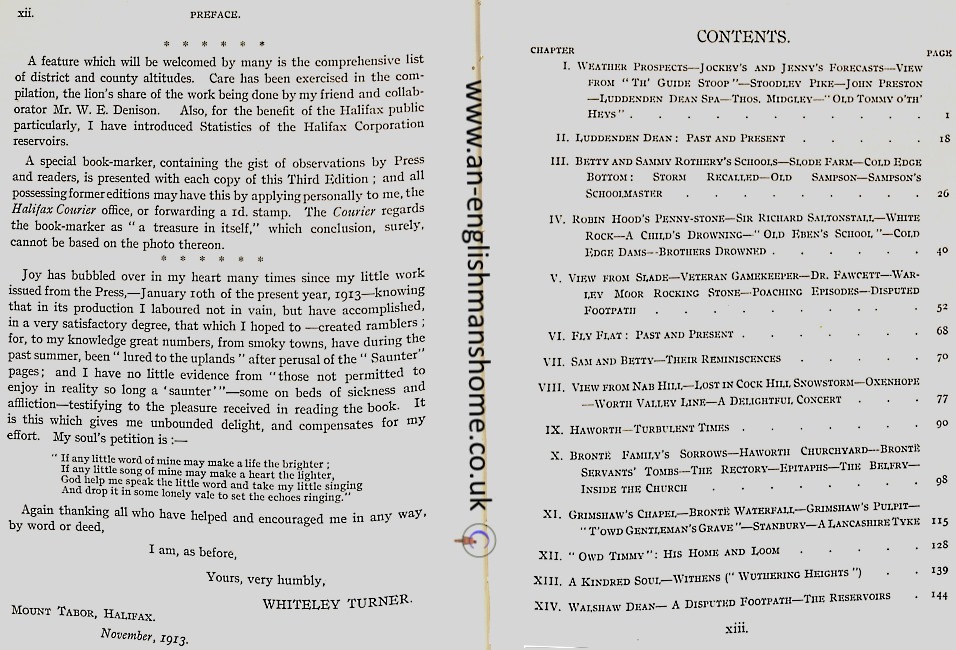 xii.
PREFACE.
* * * * * *
A feature which will be welcomed by many is the comprehensive list
of district and county altitudes. Care has been exercised in the com-
pilation, the lion's share of the work being done by my friend and collab-
orator Mr. W. E. Denison. Also, for the benefit of the Halifax public
particularly, I have introduced Statistics of the Halifax Corporation
reservoirs.
A special book-marker, containing the gist of observations by Press
and readers, is presented with each copy of this Third Edition ; and all
possessing former editions may have this by applying personally to me, the
Halifax Courier office, or forwarding a 1d. stamp. The Courier regards
the book-marker as " a treasure in itself," which conclusion, surely,
cannot be based on the photo thereon.
* * * * * *
Joy has bubbled over in my heart many times since my little work
issued from the Press,—January 10th of the present year, 1913—knowing
that in its production I laboured not in vain, but have accomplished,
in a very satisfactory degree, that which I hoped to —created ramblers ;
for, to my knowledge great numbers, from smoky towns, have during the
past summer, been " lured to the uplands " after perusal of the " Saunter"
pages; and I have no little evidence from "those not permitted to
enjoy in reality so long a 'saunter'"—some on beds of sickness and
affliction—testifying to the pleasure received in reading the book. It
is this which gives me unbounded delight, and compensates for my
effort. My soul's petition is :—
" If any little word of mine may make a life the brighter ;
If any little song of mine may make a heart the lighter,
God help me speak the little word and take my little singing
And drop it in some lonely vale to set the echoes ringing."
Again thanking all who have helped and encouraged me in any way,
by word or deed,
I am, as before,
Yours, very humbly,
WHITELEY TURNER.
MOUNT TABOR, HALIFAX.
November, 1913.
www.an-englishmanshome.co.uk
CONTENTS.
CHAPTER PAGE
I. WEATHER PROSPECTS—JOCKEY'S AND JENNY'S FORECASTS—VIEW
FROM " TH' GUIDE STOOP "—STOODLEY PIKE—JOHN PRESTON
—LUDDENDEN DEAN SPA—THOS. MIDGLEY—" OLD TOMMY O'TH'
HEYS " . . . . . . . . . . . 1
II. LUDDENDEN DEAN : PAST AND PRESENT . . . . . 18
III. BETTY AND SAMMY ROTHERY'S SCHOOLS—SLODE FARM—COLD EDGE
BOTTOM : STORM RECALLED—OLD SAMPSON—SAMPSON'S
SCHOOLMASTER . . . . . . . . . 26
IV. ROBIN HOOD'S PENNY-STONE—SIR RICHARD SALTONSTALL—WHITE
ROCK—A CHILD'S DROWNING—" OLD EBEN'S SCHOOL "—COLD
EDGE DAMS—BROTHERS DROWNED . . . . . . 40
V. VIEW FROM SLADE—VETERAN GAMEKEEPER—DR. FAWCETT—WAR-
LEY MOOR ROCKING STONE—POACHING EPISODES—DISPUTED
FOOTPATH . . . . . . . . . . 52
VI. FLY FLAT : PAST AND PRESENT . . . . . . . 68
VII. SAM AND BETTY—THEIR REMINISCENCES . . . . . 70
VIII. VIEW FROM NAB HILL—LOST IN COCK HILL SNOWSTORM—OXENHOPE
—WORTH VALLEY LINE—A DELIGHTFUL CONCERT . . . 77
IX. HAWORTH—TURBULENT TIMES . . . . . . . 90
X. BRONTË FAMILY'S SORROWS—HAWORTH CHURCHYARD—BRONTË
SERVANTS' TOMBS—THE RECTORY—EPITAPHS—THE BELFRY—
INSIDE THE CHURCH . . . . . . . . 98
XI. GRIMSHAW'S CHAPEL—BRONTË WATERFALL—GRIMSHAW'S PULPIT—
" T'OWD GENTLEMAN'S GRAVE "—STANBURY—A LANCASHIRE TYKE 115
XII. " OWD TIMMY" : HIS HOME AND LOOM . . . . . 128
XIII. A KINDRED SOUL—WITHENS (" WUTHERING HEIGHTS ") . . 139
XIV. WALSHAW DEAN— A DISPUTED FOOTPATH—THE RESERVOIRS . 144
xiii.